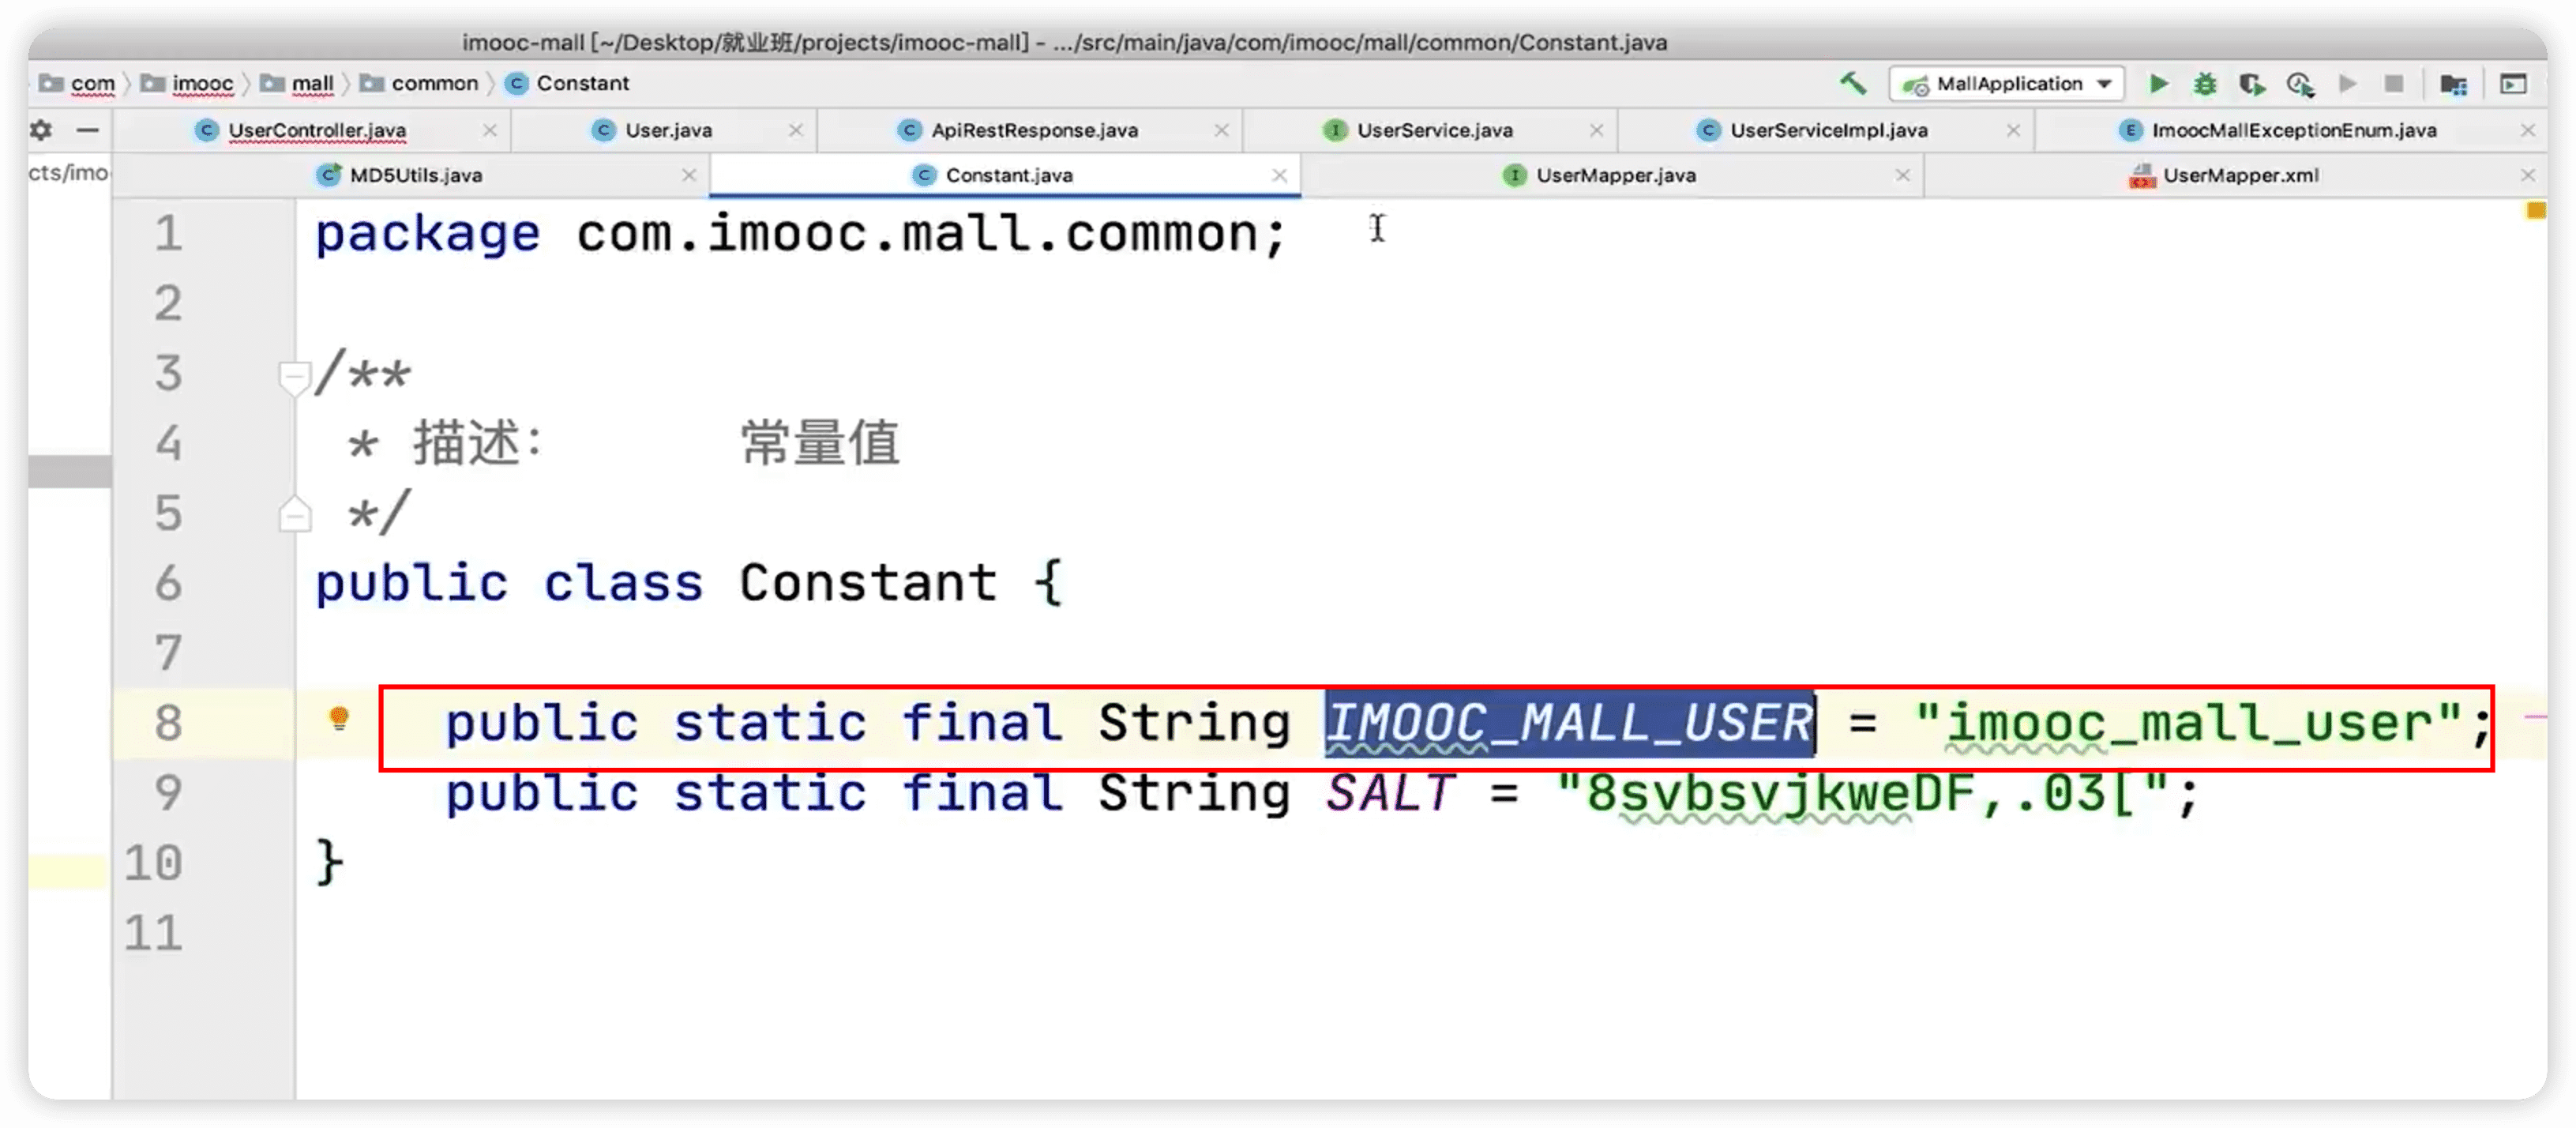 imooc-mall [~/Desktop/就业班/projects/imooc-mall] - .../src/main/java/com/imooc/mall/common/Constant.java
com imooc mall common C Constant MallApplication
C UserController.java C User.java C ApiRestResponse.java I UserService.java C UserServiceImpl.java E ImoocMallExceptionEnum.java
cts/imo C MD5Utils.java C Constant.java I UserMapper.java UserMapper.xml
1 package com.imooc.mall.common;
2
3 /**
4 * 描述: 常量值
5 */
6 public class Constant {
7
8 public static final String IMOOC_MALL_USER = "imooc_mall_user";
9 public static final String SALT = "8svbsvjkweDF,.03[";
10 }
11